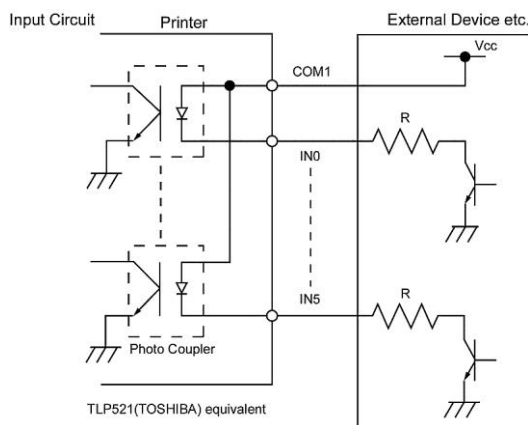 Input Circuit
Printer
External Device etc.
Vcc
COM1
R
IN0
IN5
R
Photo Coupler
TLP521(TOSHIBA) equivalent